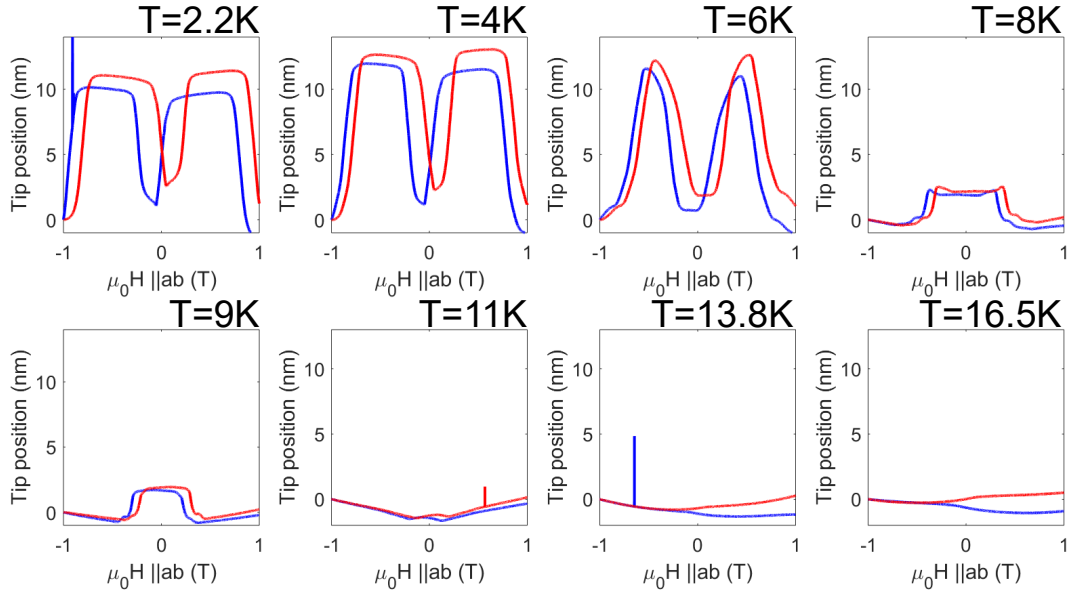 T=2.2K T=4K T=6K T=8K
Tip position (nm) Tip position (nm) Tip position (nm) Tip position (nm)
10 10 10 10
5 5 5 5
0 0 0 0
-1 0 1 -1 0 1 -1 0 1 -1 0 1
μ₀H ||ab (T) μ₀H ||ab (T) μ₀H ||ab (T) μ₀H ||ab (T)
T=9K T=11K T=13.8K T=16.5K
Tip position (nm) Tip position (nm) Tip position (nm) Tip position (nm)
10 10 10 10
5 5 5 5
0 0 0 0
-1 0 1 -1 0 1 -1 0 1 -1 0 1
μ₀H ||ab (T) μ₀H ||ab (T) μ₀H ||ab (T) μ₀H ||ab (T)